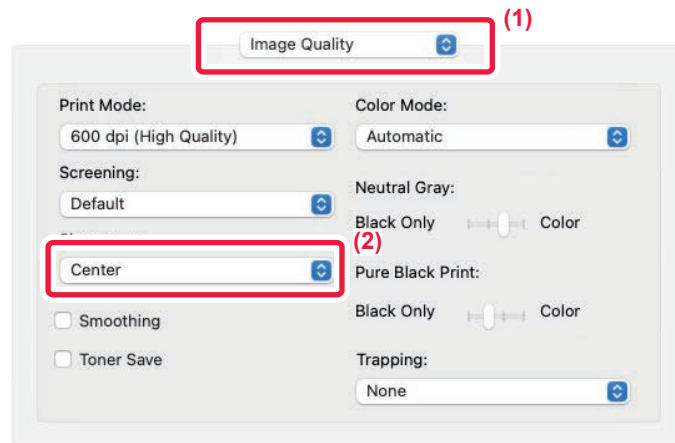 (1)
Image Quality
Print Mode:
600 dpi (High Quality)
Screening:
Default
(2)
Center
Smoothing
Toner Save
Color Mode:
Automatic
Neutral Gray:
Black Only Color
Pure Black Print:
Black Only Color
Trapping:
None